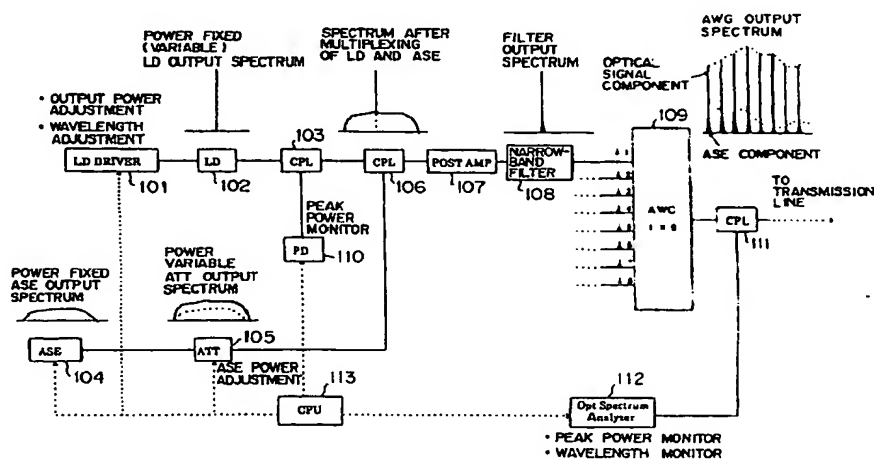 POWER FIXED
(VARIABLE)
LD OUTPUT SPECTRUM
SPECTRUM AFTER
MULTIPLEXING
OF LD AND ASE
FILTER
OUTPUT
SPECTRUM
AWG OUTPUT
SPECTRUM
OPTICAL
SIGNAL
COMPONENT
ASE COMPONENT
• OUTPUT POWER
ADJUSTMENT
• WAVELENGTH
ADJUSTMENT
LD DRIVER
101
LD
102
103
CPL
CPL
106
POST AMP
107
NARROW-
BAND
FILTER
108
109
AWG
TO
TRANSMISSION
LINE
CPL
111
PEAK
POWER
MONITOR
PD
110
POWER FIXED
ASE OUTPUT
SPECTRUM
POWER
VARIABLE
ATT OUTPUT
SPECTRUM
ASE
104
ATT
105
ASE POWER
ADJUSTMENT
113
CPU
112
Opt Spectrum
Analyzer
• PEAK POWER MONITOR
• WAVELENGTH MONITOR